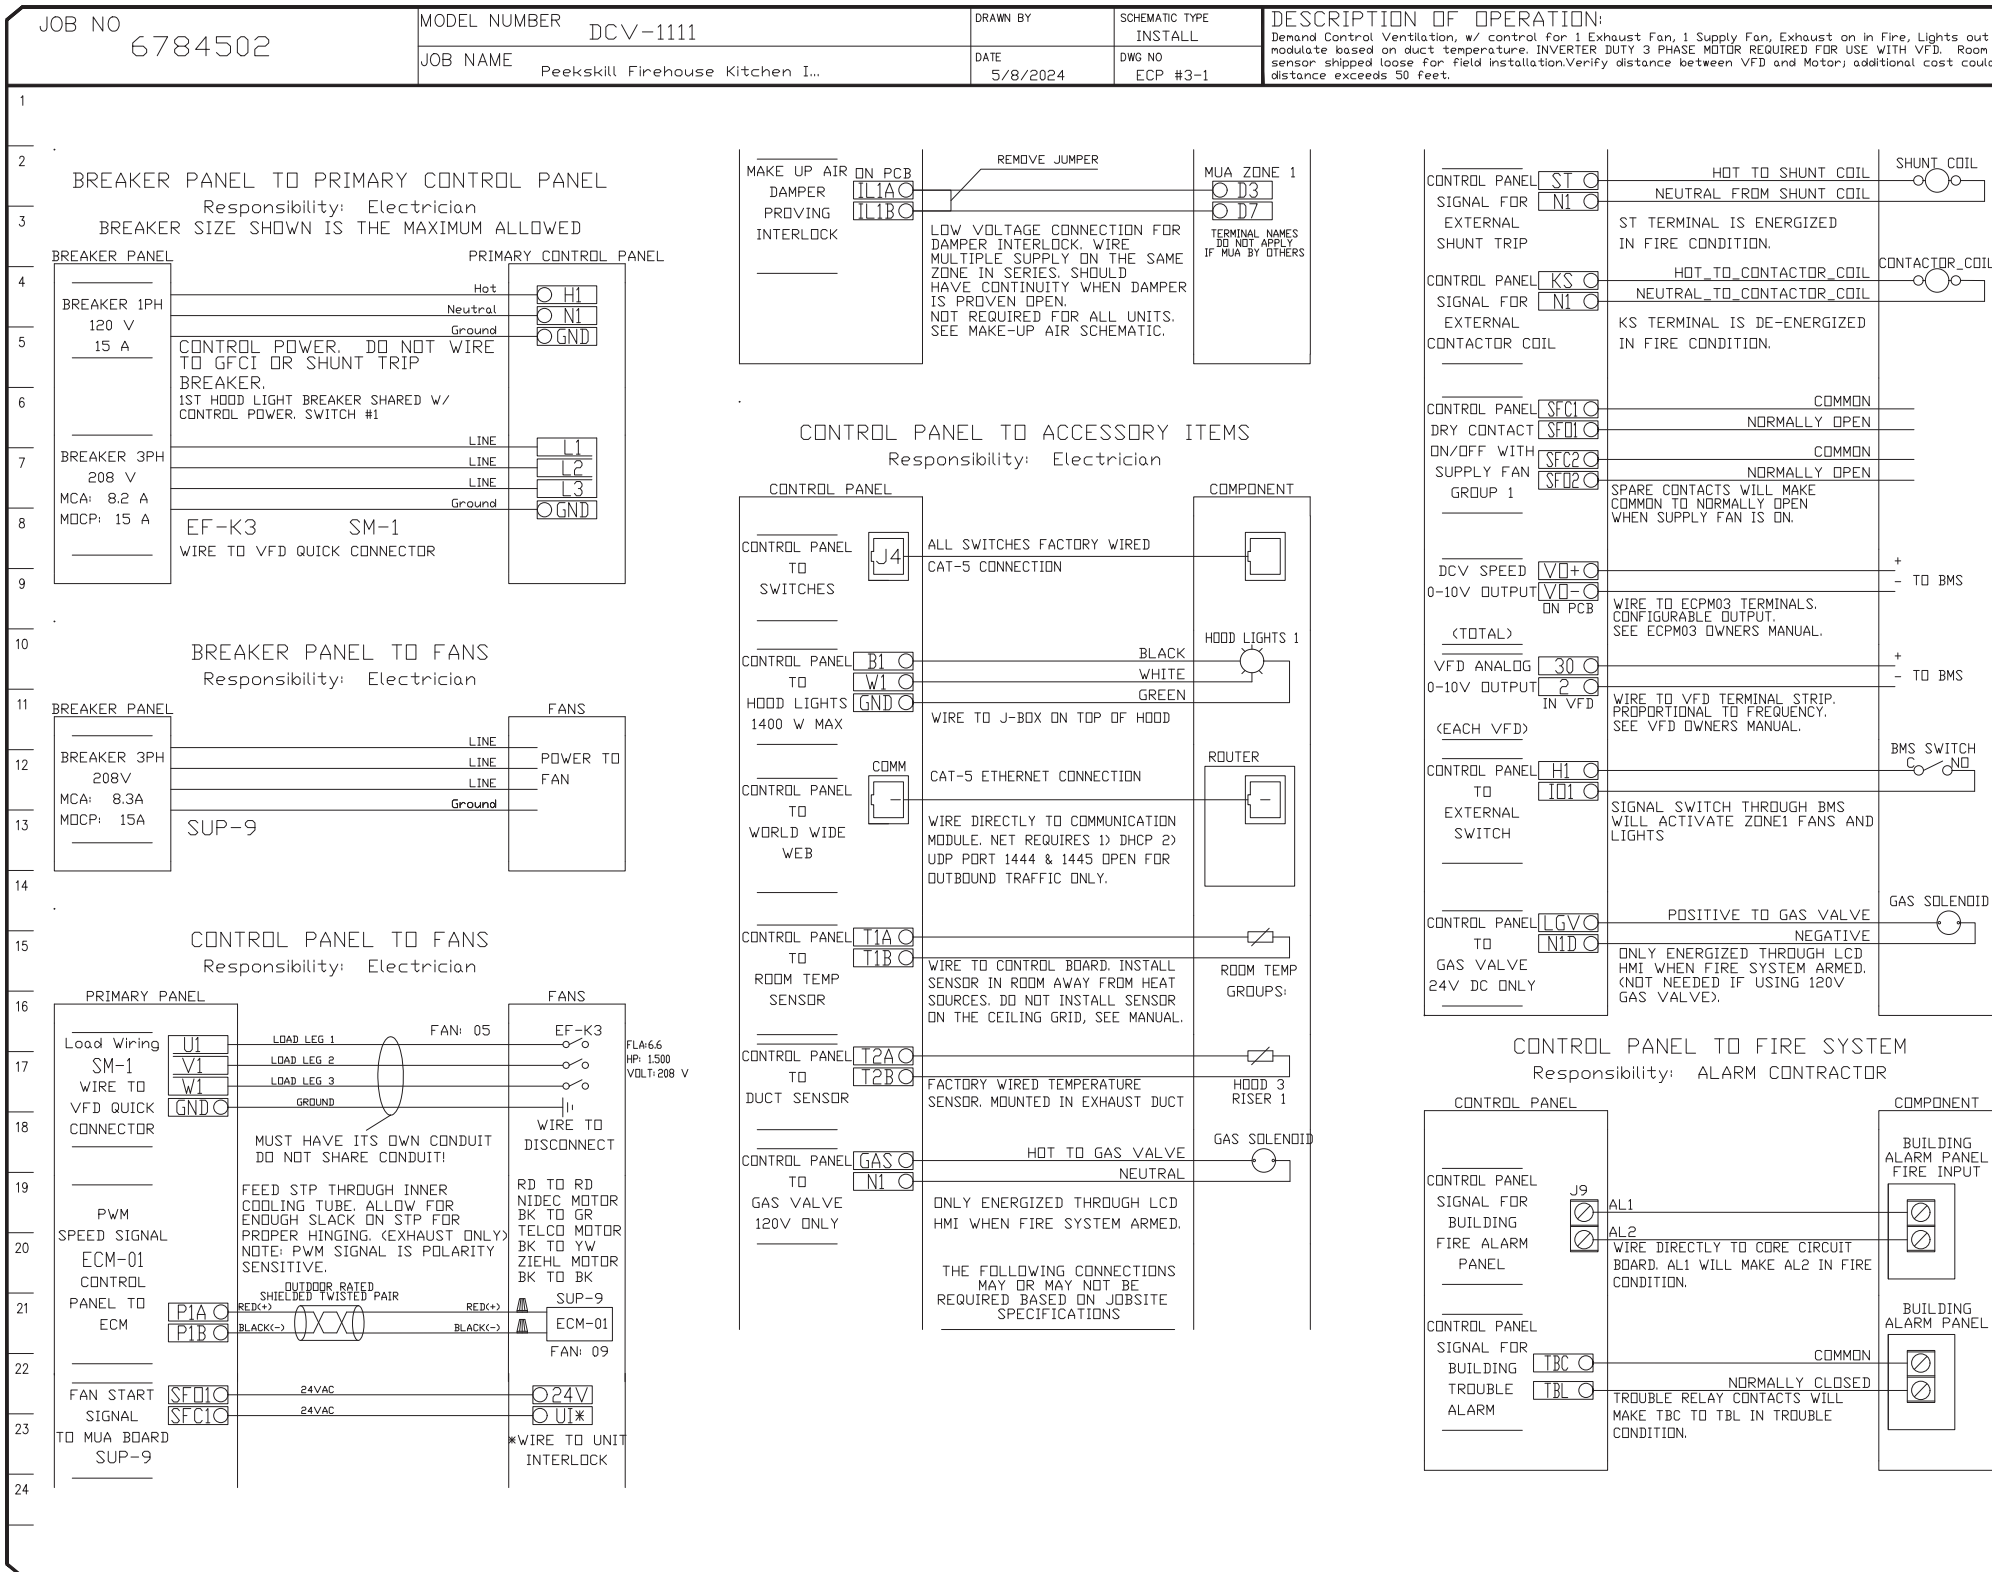 JOB NO
6784502
MODEL NUMBER
DCV-1111
JOB NAME
Peekskill Firehouse Kitchen I...
DRAWN BY
DATE
5/8/2024
SCHEMATIC TYPE
INSTALL
DWG NO
ECP #3-1
DESCRIPTION OF OPERATION:
Demand Control Ventilation, w/ control for 1 Exhaust Fan, 1 Supply Fan, Exhaust on in Fire, Lights out
modulate based on duct temperature. INVERTER DUTY 3 PHASE MOTOR REQUIRED FOR USE WITH VFD. Room
sensor shipped loose for field installation.Verify distance between VFD and Motor; additional cost could
distance exceeds 50 feet.
1
2
3
4
5
6
7
8
9
10
11
12
13
14
15
16
17
18
19
20
21
22
23
24
BREAKER PANEL TO PRIMARY CONTROL PANEL
Responsibility: Electrician
BREAKER SIZE SHOWN IS THE MAXIMUM ALLOWED
BREAKER PANEL
PRIMARY CONTROL PANEL
BREAKER 1PH
120 V
15 A
Hot
H1
Neutral
N1
Ground
GND
CONTROL POWER. DO NOT WIRE
TO GFCI OR SHUNT TRIP
BREAKER.
1ST HOOD LIGHT BREAKER SHARED W/
CONTROL POWER. SWITCH #1
BREAKER 3PH
208 V
MCA: 8.2 A
MOCP: 15 A
LINE
L1
LINE
L2
LINE
L3
Ground
GND
EF-K3 SM-1
WIRE TO VFD QUICK CONNECTOR
BREAKER PANEL TO FANS
Responsibility: Electrician
BREAKER PANEL
FANS
BREAKER 3PH
208V
MCA: 8.3A
MOCP: 15A
LINE
LINE
LINE
Ground
POWER TO
FAN
SUP-9
CONTROL PANEL TO FANS
Responsibility: Electrician
PRIMARY PANEL
FANS
Load Wiring
SM-1
WIRE TO
VFD QUICK
CONNECTOR
U1
V1
W1
GND
LOAD LEG 1
LOAD LEG 2
LOAD LEG 3
GROUND
FAN: 05
EF-K3
FLA:6.6
HP: 1.500
VOLT:208 V
WIRE TO
DISCONNECT
MUST HAVE ITS OWN CONDUIT
DO NOT SHARE CONDUIT!
PWM
SPEED SIGNAL
ECM-01
CONTROL
PANEL TO
ECM
FEED STP THROUGH INNER
COOLING TUBE. ALLOW FOR
ENOUGH SLACK ON STP FOR
PROPER HINGING. (EXHAUST ONLY)
NOTE: PWM SIGNAL IS POLARITY
SENSITIVE.
RD TO RD
NIDEC MOTOR
BK TO GR
TELCO MOTOR
BK TO YW
ZIEHL MOTOR
BK TO BK
OUTDOOR RATED
SHIELDED TWISTED PAIR
P1A
RED(+)
RED(+)
P1B
BLACK(-)
BLACK(-)
SUP-9
ECM-01
FAN: 09
FAN START
SIGNAL
TO MUA BOARD
SUP-9
SFO1
24VAC
24V
SFC1
24VAC
UI*
*WIRE TO UNIT
INTERLOCK
MAKE UP AIR
DAMPER
PROVING
INTERLOCK
ON PCB
IL1A
IL1B
REMOVE JUMPER
MUA ZONE 1
D3
D7
TERMINAL NAMES
DO NOT APPLY
IF MUA BY OTHERS
LOW VOLTAGE CONNECTION FOR
DAMPER INTERLOCK. WIRE
MULTIPLE SUPPLY ON THE SAME
ZONE IN SERIES. SHOULD
HAVE CONTINUITY WHEN DAMPER
IS PROVEN OPEN.
NOT REQUIRED FOR ALL UNITS.
SEE MAKE-UP AIR SCHEMATIC.
CONTROL PANEL TO ACCESSORY ITEMS
Responsibility: Electrician
CONTROL PANEL
COMPONENT
CONTROL PANEL
TO
SWITCHES
J4
ALL SWITCHES FACTORY WIRED
CAT-5 CONNECTION
CONTROL PANEL
TO
HOOD LIGHTS
1400 W MAX
B1
W1
GND
BLACK
WHITE
GREEN
HOOD LIGHTS 1
WIRE TO J-BOX ON TOP OF HOOD
CONTROL PANEL
TO
WORLD WIDE
WEB
COMM
CAT-5 ETHERNET CONNECTION
ROUTER
WIRE DIRECTLY TO COMMUNICATION
MODULE. NET REQUIRES 1) DHCP 2)
UDP PORT 1444 & 1445 OPEN FOR
OUTBOUND TRAFFIC ONLY.
CONTROL PANEL
TO
ROOM TEMP
SENSOR
T1A
T1B
WIRE TO CONTROL BOARD. INSTALL
SENSOR IN ROOM AWAY FROM HEAT
SOURCES. DO NOT INSTALL SENSOR
ON THE CEILING GRID, SEE MANUAL.
ROOM TEMP
GROUPS:
CONTROL PANEL
TO
DUCT SENSOR
T2A
T2B
FACTORY WIRED TEMPERATURE
SENSOR. MOUNTED IN EXHAUST DUCT
HOOD 3
RISER 1
CONTROL PANEL
TO
GAS VALVE
120V ONLY
GAS
N1
HOT TO GAS VALVE
NEUTRAL
GAS SOLENOID
ONLY ENERGIZED THROUGH LCD
HMI WHEN FIRE SYSTEM ARMED.
THE FOLLOWING CONNECTIONS
MAY OR MAY NOT BE
REQUIRED BASED ON JOBSITE
SPECIFICATIONS
CONTROL PANEL
SIGNAL FOR
EXTERNAL
SHUNT TRIP
ST
N1
HOT TO SHUNT COIL
NEUTRAL FROM SHUNT COIL
SHUNT COIL
ST TERMINAL IS ENERGIZED
IN FIRE CONDITION.
CONTROL PANEL
SIGNAL FOR
EXTERNAL
CONTACTOR COIL
KS
N1
HOT_TO_CONTACTOR_COIL
NEUTRAL_TO_CONTACTOR_COIL
CONTACTOR_COIL
KS TERMINAL IS DE-ENERGIZED
IN FIRE CONDITION.
CONTROL PANEL
DRY CONTACT
ON/OFF WITH
SUPPLY FAN
GROUP 1
SFC1
SFO1
SFC2
SFO2
COMMON
NORMALLY OPEN
COMMON
NORMALLY OPEN
SPARE CONTACTS WILL MAKE
COMMON TO NORMALLY OPEN
WHEN SUPPLY FAN IS ON.
DCV SPEED
0-10V OUTPUT
(TOTAL)
VO+
VO-
ON PCB
+
- TO BMS
WIRE TO ECPM03 TERMINALS.
CONFIGURABLE OUTPUT.
SEE ECPM03 OWNERS MANUAL.
VFD ANALOG
0-10V OUTPUT
(EACH VFD)
30
2
IN VFD
+
- TO BMS
WIRE TO VFD TERMINAL STRIP.
PROPORTIONAL TO FREQUENCY.
SEE VFD OWNERS MANUAL.
CONTROL PANEL
TO
EXTERNAL
SWITCH
H1
IO1
BMS SWITCH
C NO
SIGNAL SWITCH THROUGH BMS
WILL ACTIVATE ZONE1 FANS AND
LIGHTS
CONTROL PANEL
TO
GAS VALVE
24V DC ONLY
LGV
N1D
POSITIVE TO GAS VALVE
NEGATIVE
GAS SOLENOID
ONLY ENERGIZED THROUGH LCD
HMI WHEN FIRE SYSTEM ARMED.
(NOT NEEDED IF USING 120V
GAS VALVE).
CONTROL PANEL TO FIRE SYSTEM
Responsibility: ALARM CONTRACTOR
CONTROL PANEL
COMPONENT
CONTROL PANEL
SIGNAL FOR
BUILDING
FIRE ALARM
PANEL
J9
AL1
AL2
BUILDING
ALARM PANEL
FIRE INPUT
WIRE DIRECTLY TO CORE CIRCUIT
BOARD. AL1 WILL MAKE AL2 IN FIRE
CONDITION.
CONTROL PANEL
SIGNAL FOR
BUILDING
TROUBLE
ALARM
TBC
TBL
COMMON
NORMALLY CLOSED
BUILDING
ALARM PANEL
TROUBLE RELAY CONTACTS WILL
MAKE TBC TO TBL IN TROUBLE
CONDITION.